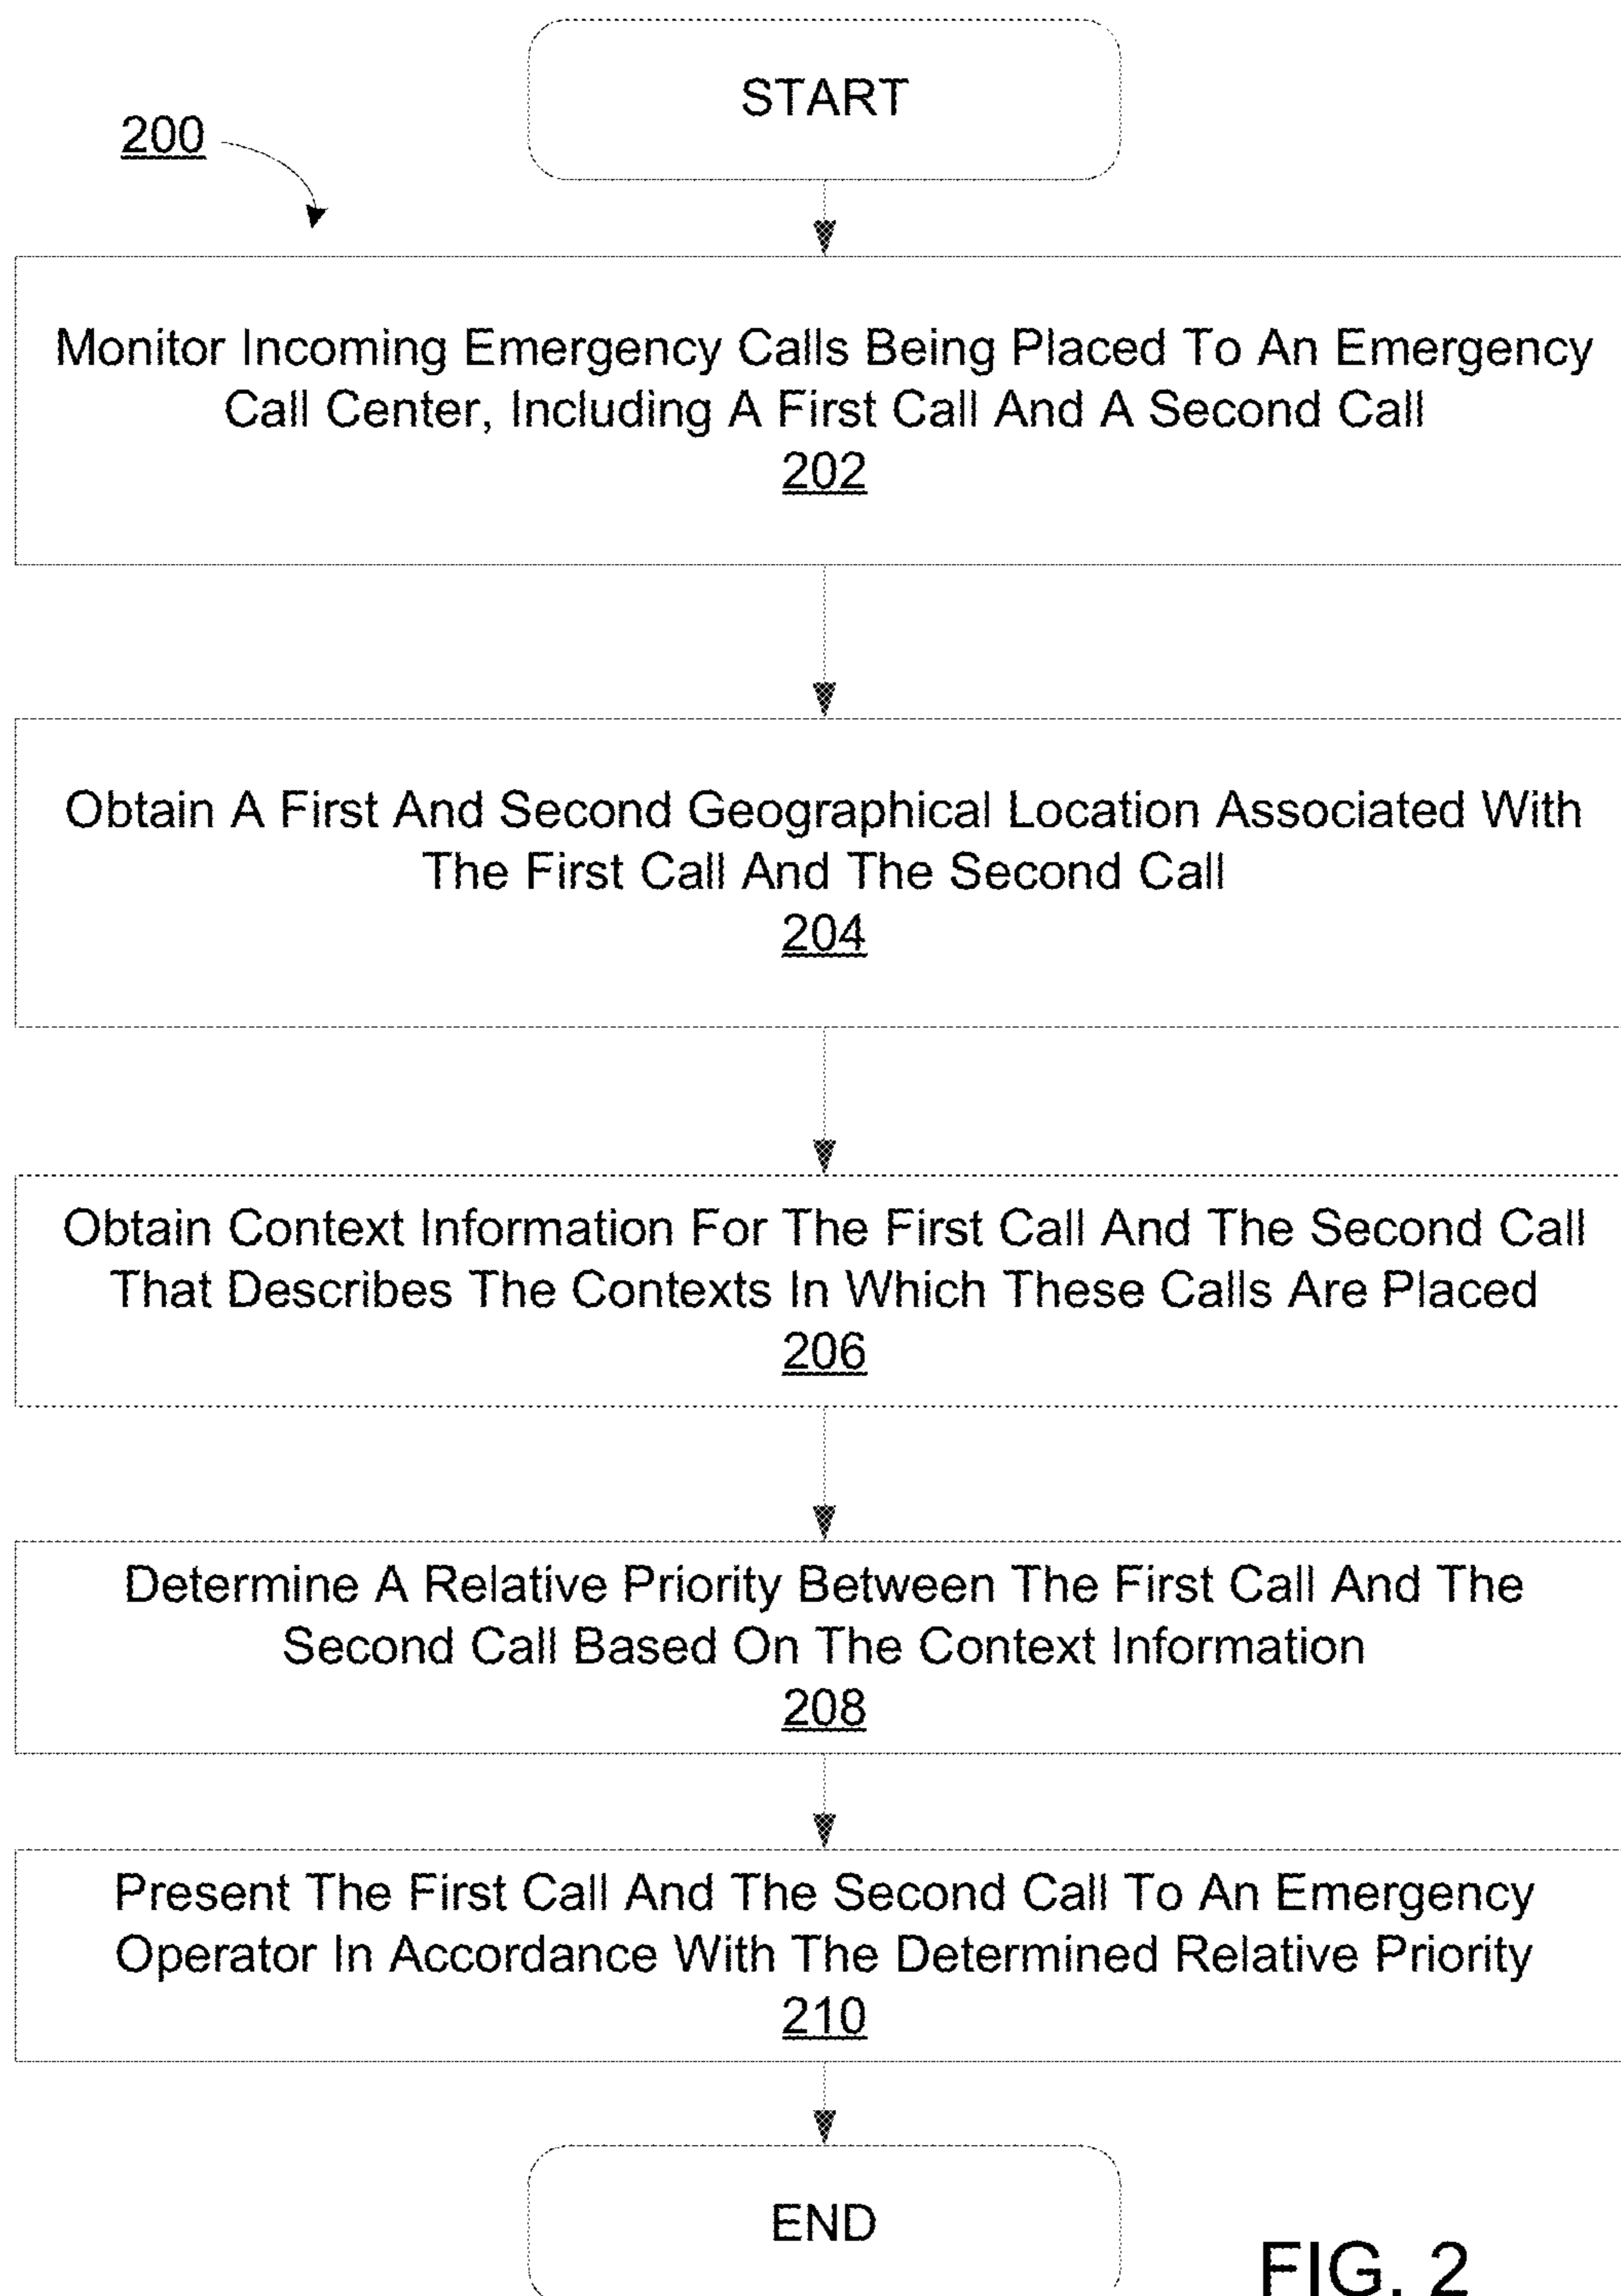 START
200
Monitor Incoming Emergency Calls Being Placed To An Emergency
Call Center, Including A First Call And A Second Call
202
Obtain A First And Second Geographical Location Associated With
The First Call And The Second Call
204
Obtain Context Information For The First Call And The Second Call
That Describes The Contexts In Which These Calls Are Placed
206
Determine A Relative Priority Between The First Call And The
Second Call Based On The Context Information
208
Present The First Call And The Second Call To An Emergency
Operator In Accordance With The Determined Relative Priority
210
END
FIG. 2